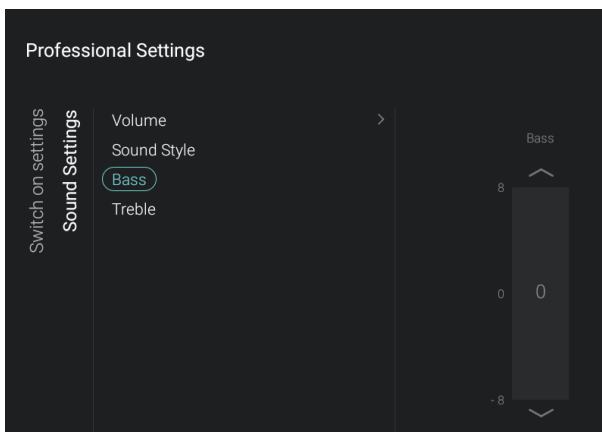 Professional Settings
Switch on settings
Sound Settings
Volume
Sound Style
Bass
Treble
Bass
8
0
0
- 8